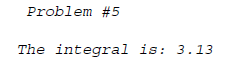 Problem #5
The integral is: 3.13